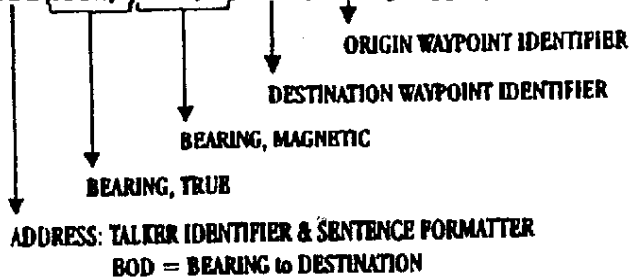 ORIGIN WAYPOINT IDENTIFIER
DESTINATION WAYPOINT IDENTIFIER
BEARING, MAGNETIC
BEARING, TRUE
ADDRESS: TALKER IDENTIFIER & SENTENCE FORMATTER
BOD = BEARING to DESTINATION